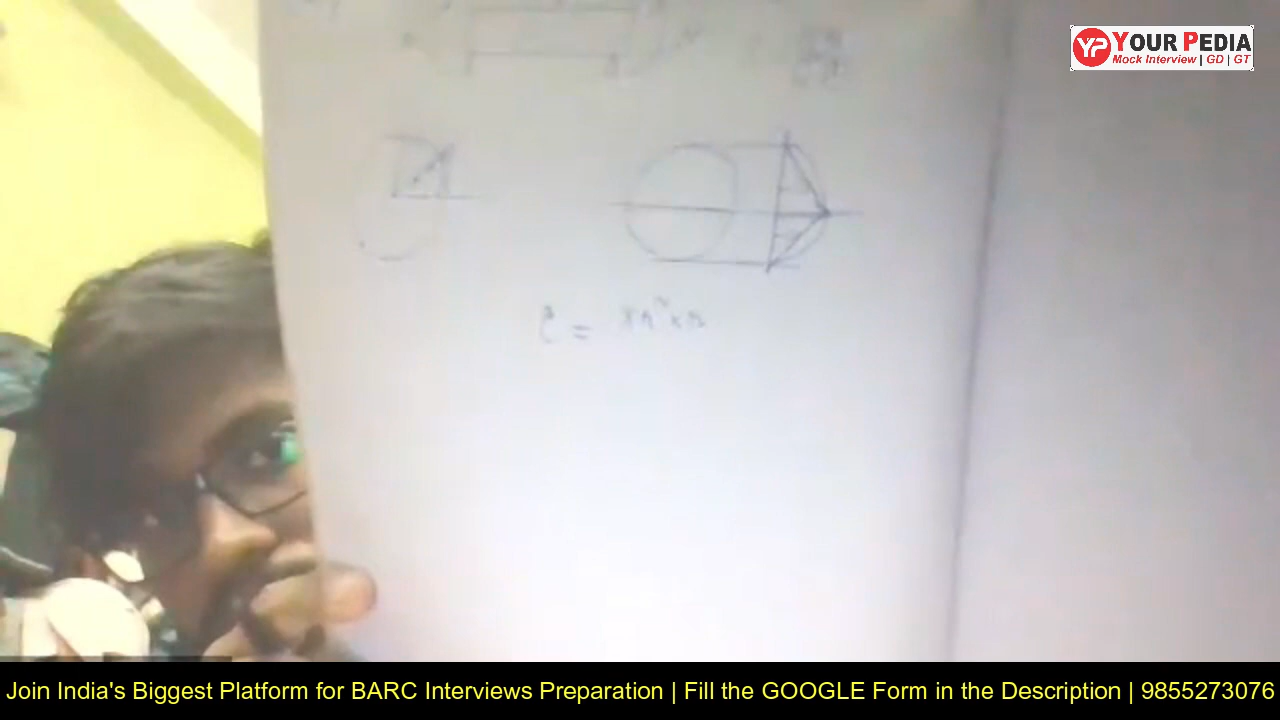 YP YOUR PEDIA
Mock Interview | GD | GT
Join India's Biggest Platform for BARC Interviews Preparation | Fill the GOOGLE Form in the Description | 9855273076